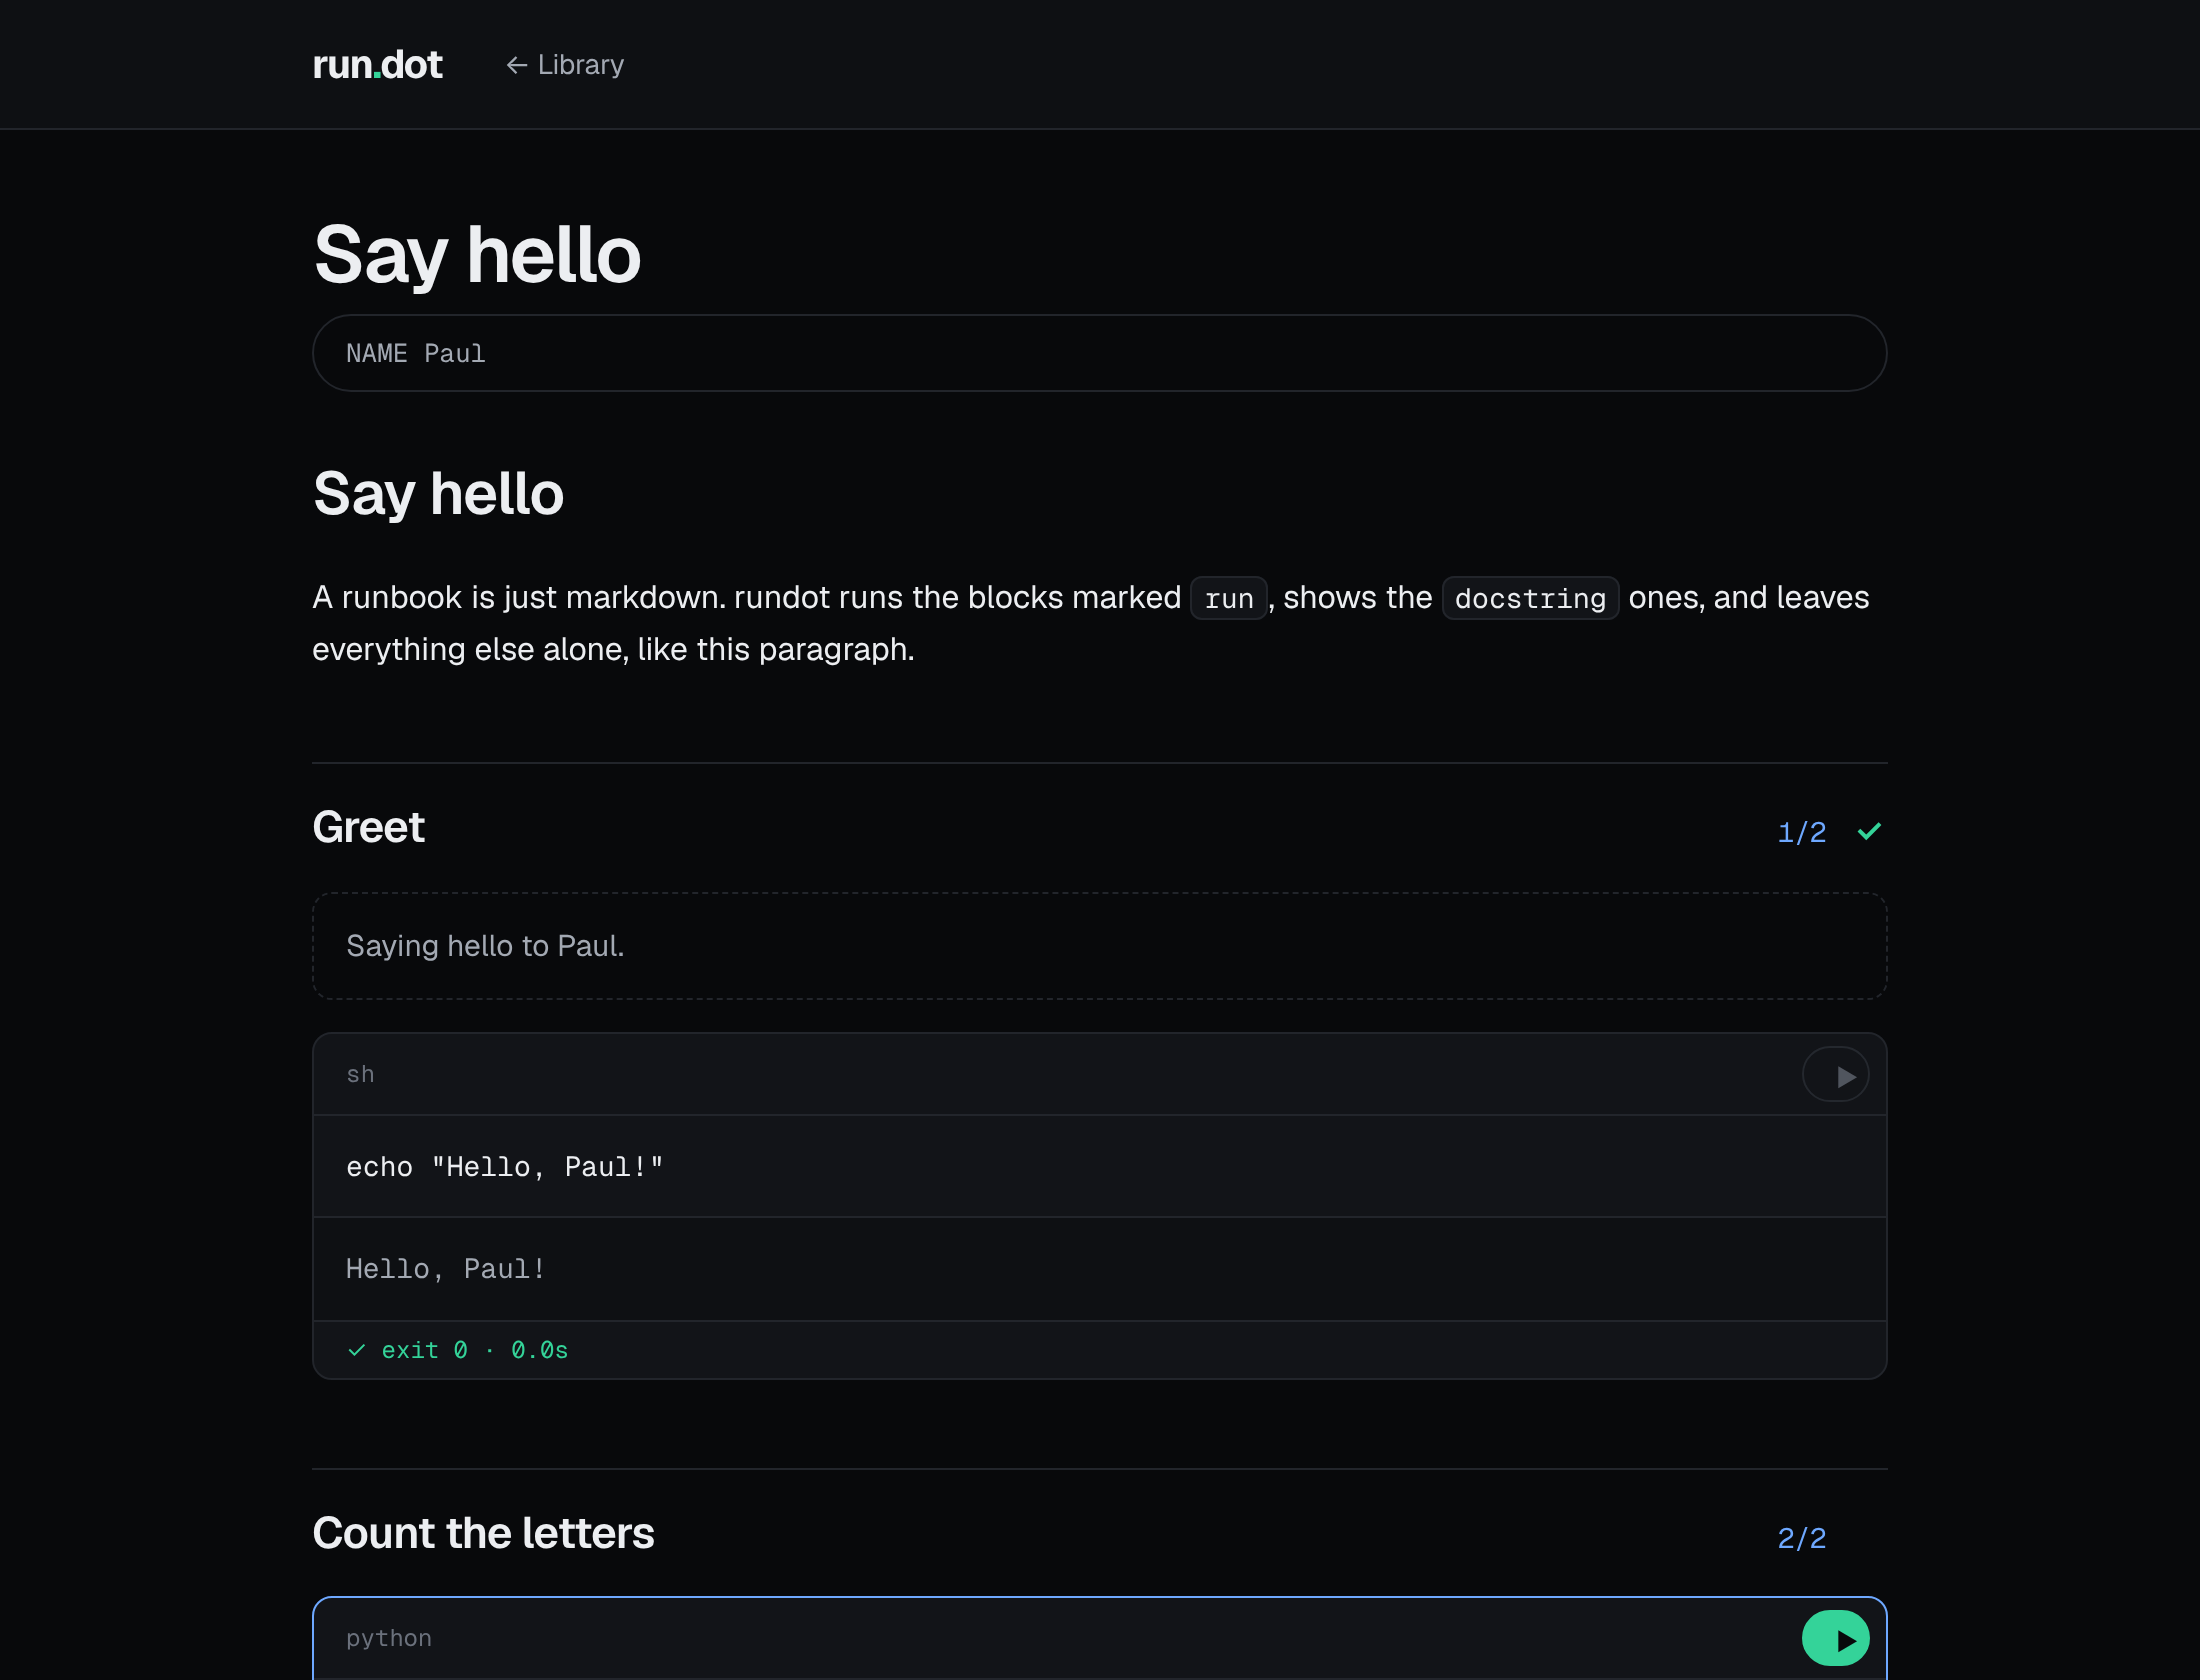 run.dot
← Library
Say hello
NAME Paul
Say hello
A runbook is just markdown. rundot runs the blocks marked run, shows the docstring ones, and leaves
everything else alone, like this paragraph.
Greet
1/2 ✓
Saying hello to Paul.
sh
echo "Hello, Paul!"
Hello, Paul!
✓ exit 0 · 0.0s
Count the letters
2/2
python